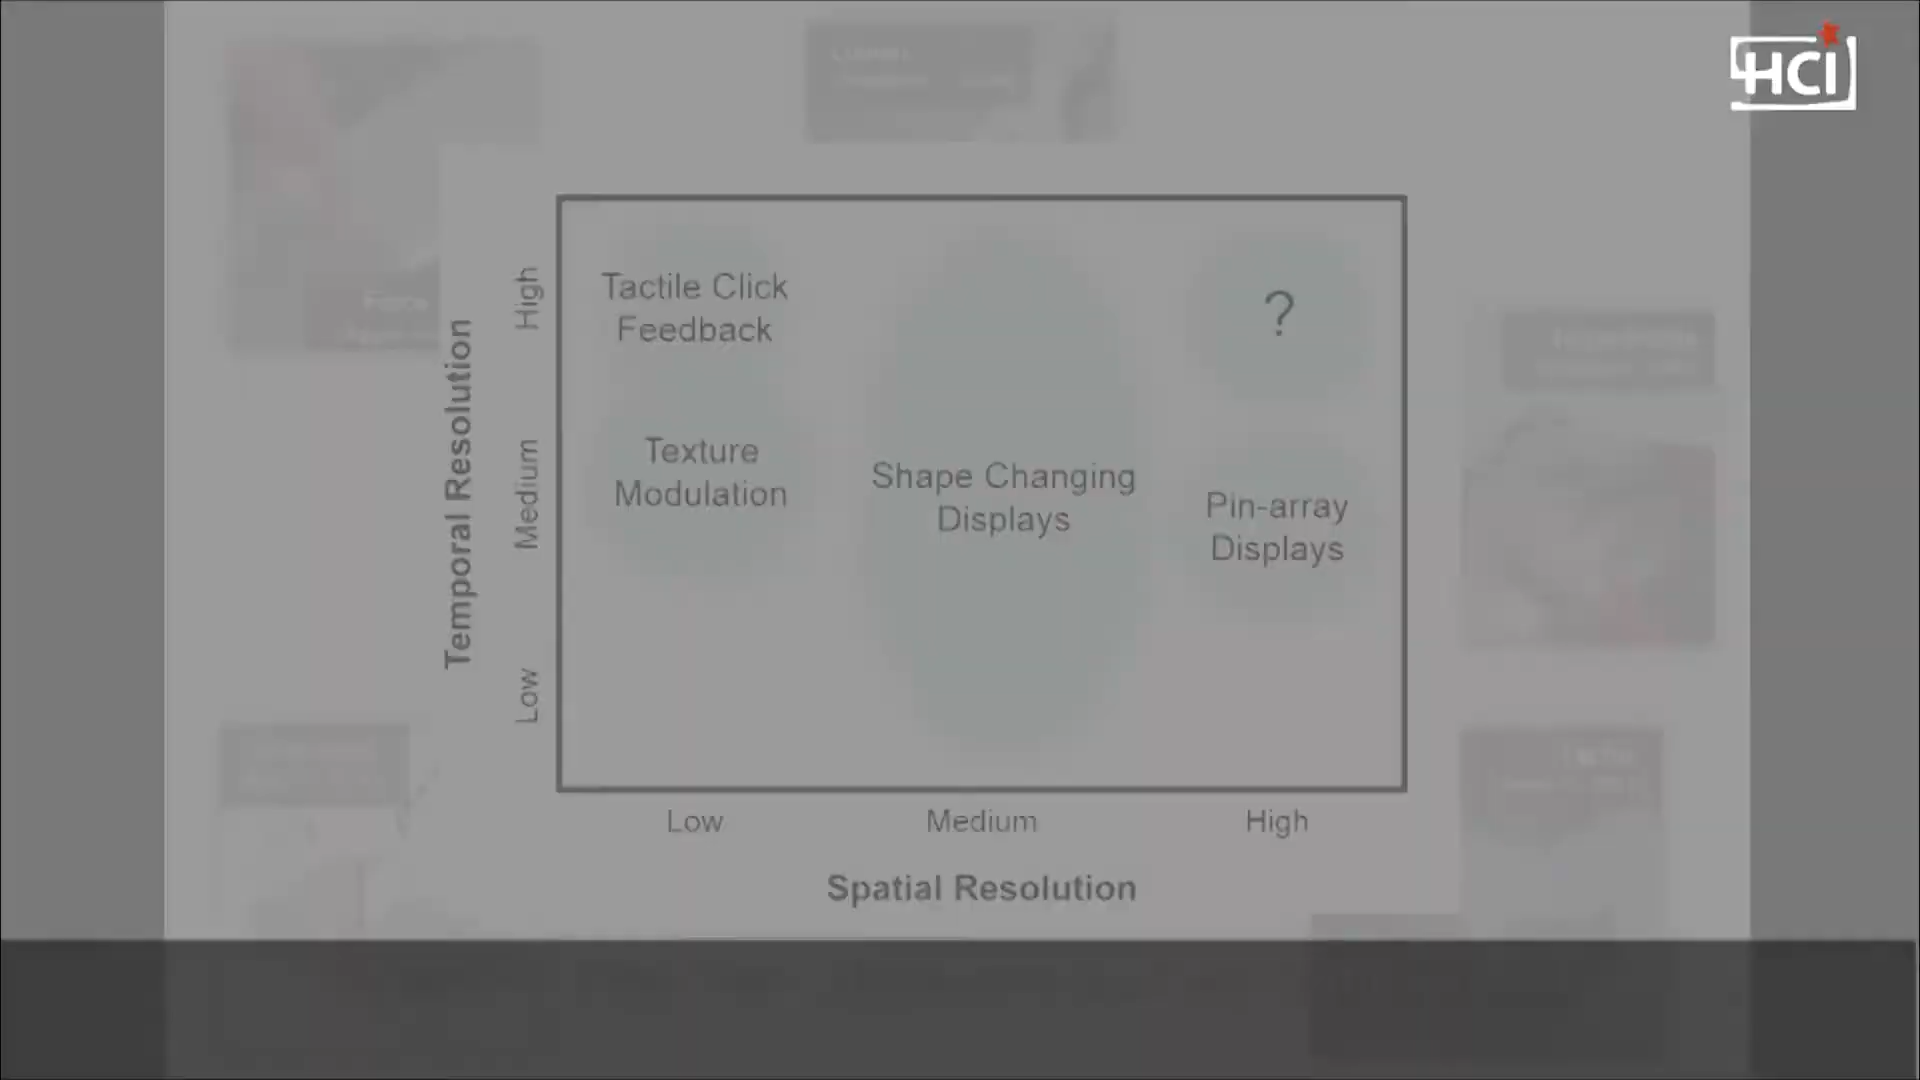 HCI
Tactile Click
Feedback
?
Texture
Modulation
Shape Changing
Displays
Pin-array
Displays
Temporal Resolution
High
Medium
Low
Low
Medium
High
Spatial Resolution